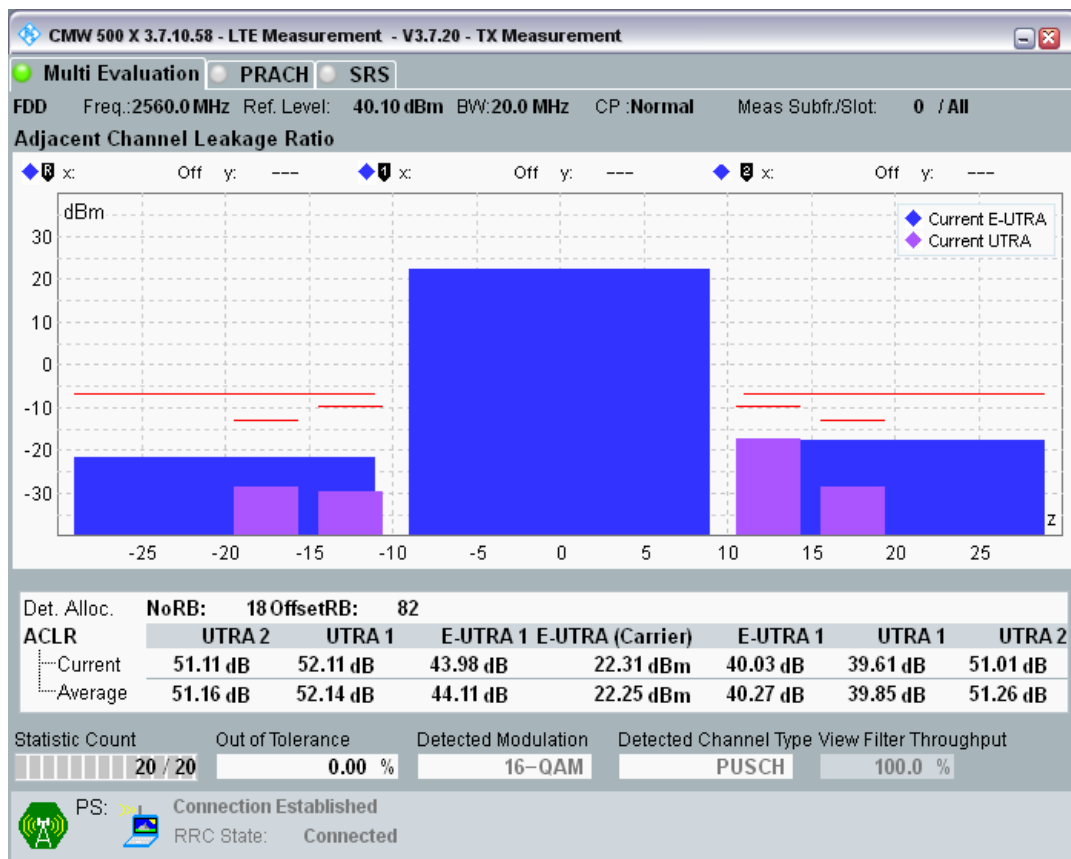 CMW 500 X 3.7.10.58 - LTE Measurement - V3.7.20 - TX Measurement
Multi Evaluation PRACH SRS
FDD Freq.:2560.0 MHz Ref. Level: 40.10 dBm BW:20.0 MHz CP :Normal Meas Subfr./Slot: 0 / All
Adjacent Channel Leakage Ratio
R x: Off y: --- 1 x: Off y: --- 2 x: Off y: ---
dBm
Current E-UTRA
Current UTRA
30
20
10
0
-10
-20
-30
z
-25 -20 -15 -10 -5 0 5 10 15 20 25
Det. Alloc. NoRB: 18 OffsetRB: 82
ACLR UTRA 2 UTRA 1 E-UTRA 1 E-UTRA (Carrier) E-UTRA 1 UTRA 1 UTRA 2
Current 51.11 dB 52.11 dB 43.98 dB 22.31 dBm 40.03 dB 39.61 dB 51.01 dB
Average 51.16 dB 52.14 dB 44.11 dB 22.25 dBm 40.27 dB 39.85 dB 51.26 dB
Statistic Count Out of Tolerance Detected Modulation Detected Channel Type View Filter Throughput
20 / 20 0.00 % 16-QAM PUSCH 100.0 %
PS: Connection Established
RRC State: Connected